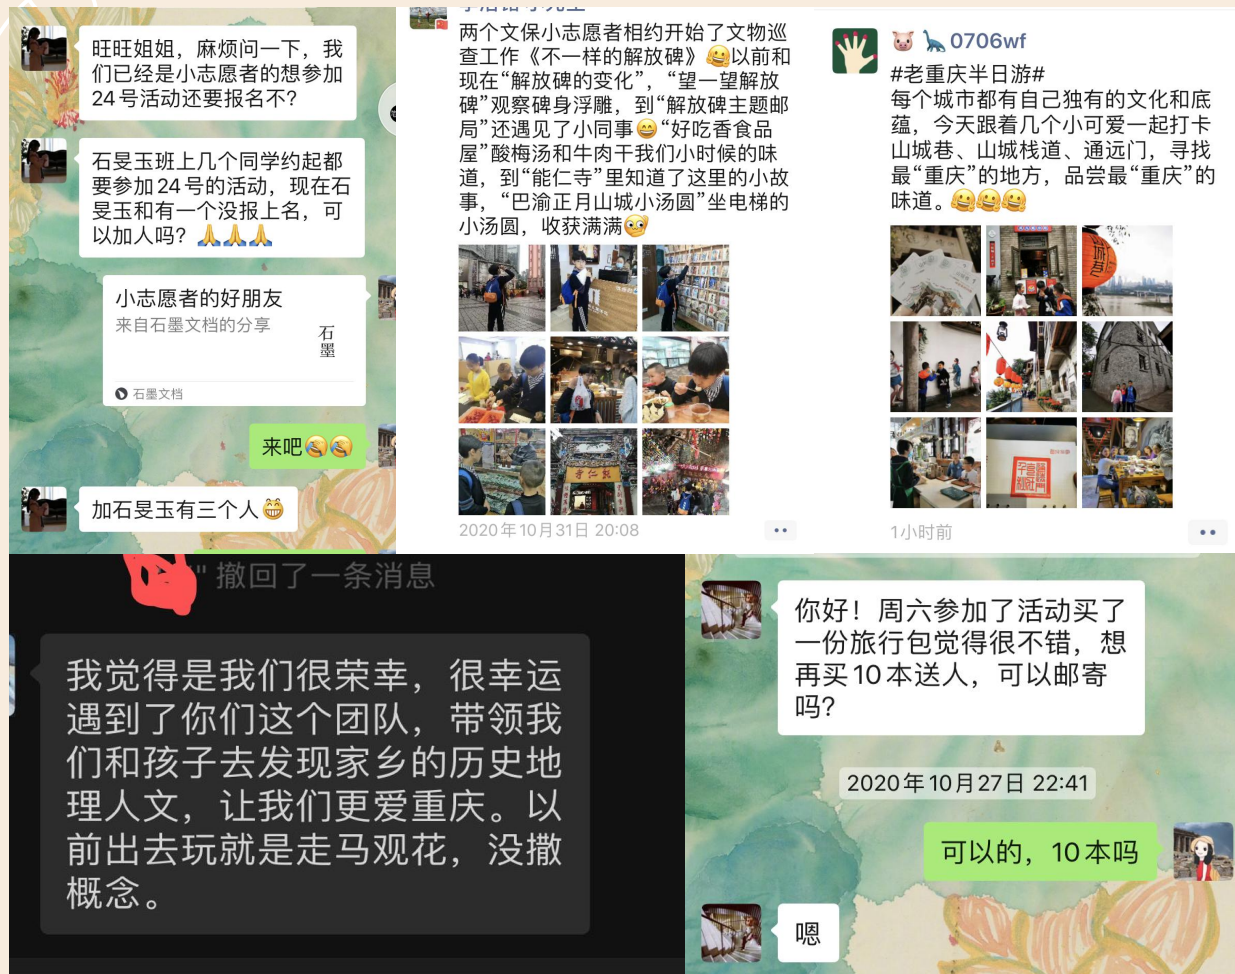 旺旺姐姐，麻烦问一下，我
们已经是小志愿者的想参加
24号活动还要报名不？
石旻玉班上几个同学约起都
要参加24号的活动，现在石
旻玉和有一个没报上名，可
以加人吗？🙏🙏🙏
小志愿者的好朋友
来自石墨文档的分享
石墨
石墨文档
来吧
加石旻玉有三个人😁
两个文保小志愿者相约开始了文物巡
查工作《不一样的解放碑》🤗以前和
现在“解放碑的变化”，“望一望解放
碑”观察碑身浮雕，到“解放碑主题邮
局”还遇见了小同事😄“好吃香食品
屋”酸梅汤和牛肉干我们小时候的味
道，到“能仁寺”里知道了这里的小故
事，“巴渝正月山城小汤圆”坐电梯的
小汤圆，收获满满🧐
寺仁能
2020年10月31日 20:08
🐷🦕0706wf
#老重庆半日游#
每个城市都有自己独有的文化和底
蕴，今天跟着几个小可爱一起打卡
山城巷、山城栈道、通远门，寻找
最“重庆”的地方，品尝最“重庆”的
味道。🤗🤗🤗
城巷
1小时前
" 撤回了一条消息
我觉得是我们很荣幸，很幸运
遇到了你们这个团队，带领我
们和孩子去发现家乡的历史地
理人文，让我们更爱重庆。以
前出去玩就是走马观花，没撒
概念。
你好！周六参加了活动买了
一份旅行包觉得很不错，想
再买10本送人，可以邮寄
吗？
2020年10月27日 22:41
可以的，10本吗
嗯